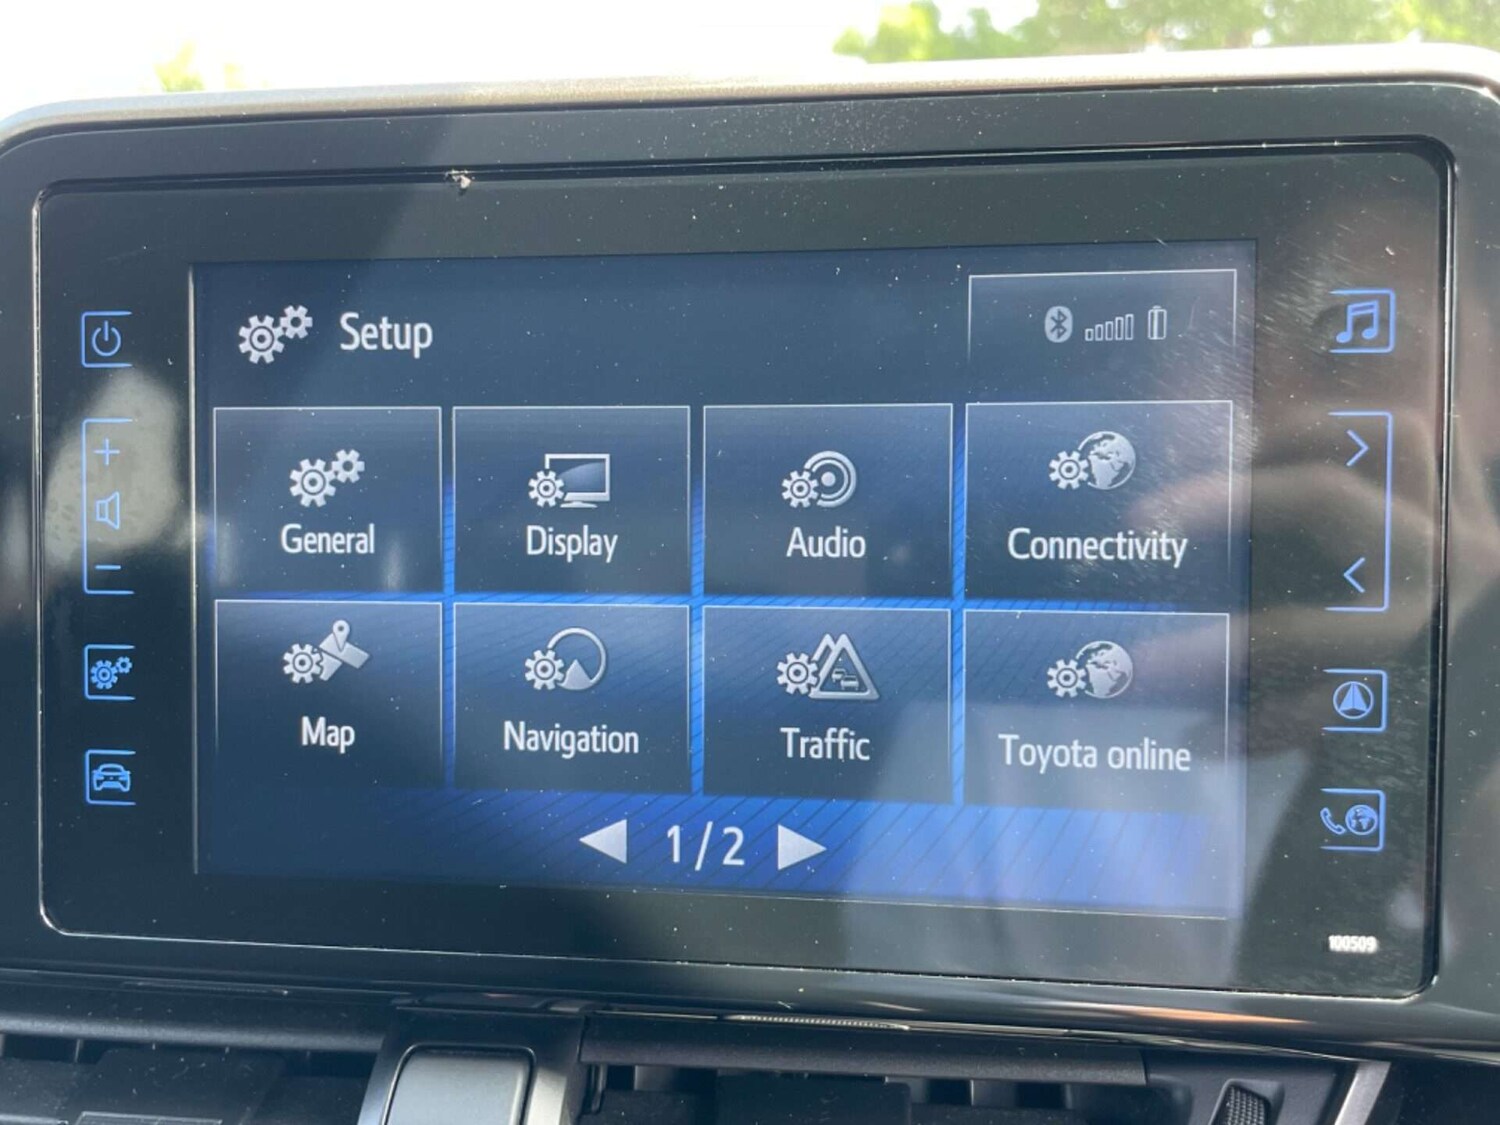 Setup
General
Display
Audio
Connectivity
Map
Navigation
Traffic
Toyota online
1/2
100509